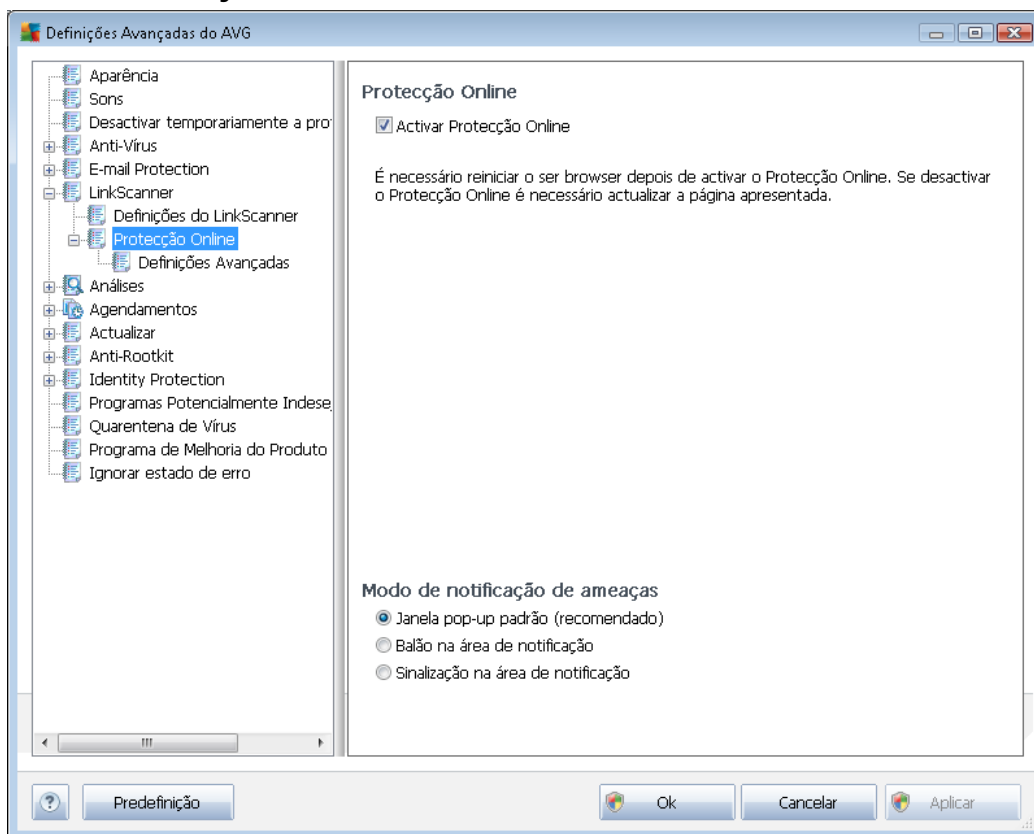 Definições Avançadas do AVG
Aparência
Sons
Desactivar temporariamente a pro
Anti-Vírus
E-mail Protection
LinkScanner
Definições do LinkScanner
Protecção Online
Definições Avançadas
Análises
Agendamentos
Actualizar
Anti-Rootkit
Identity Protection
Programas Potencialmente Indese
Quarentena de Vírus
Programa de Melhoria do Produto
Ignorar estado de erro
Protecção Online
Activar Protecção Online
É necessário reiniciar o ser browser depois de activar o Protecção Online. Se desactivar
o Protecção Online é necessário actualizar a página apresentada.
Modo de notificação de ameaças
Janela pop-up padrão (recomendado)
Balão na área de notificação
Sinalização na área de notificação
Predefinição
Ok
Cancelar
Aplicar